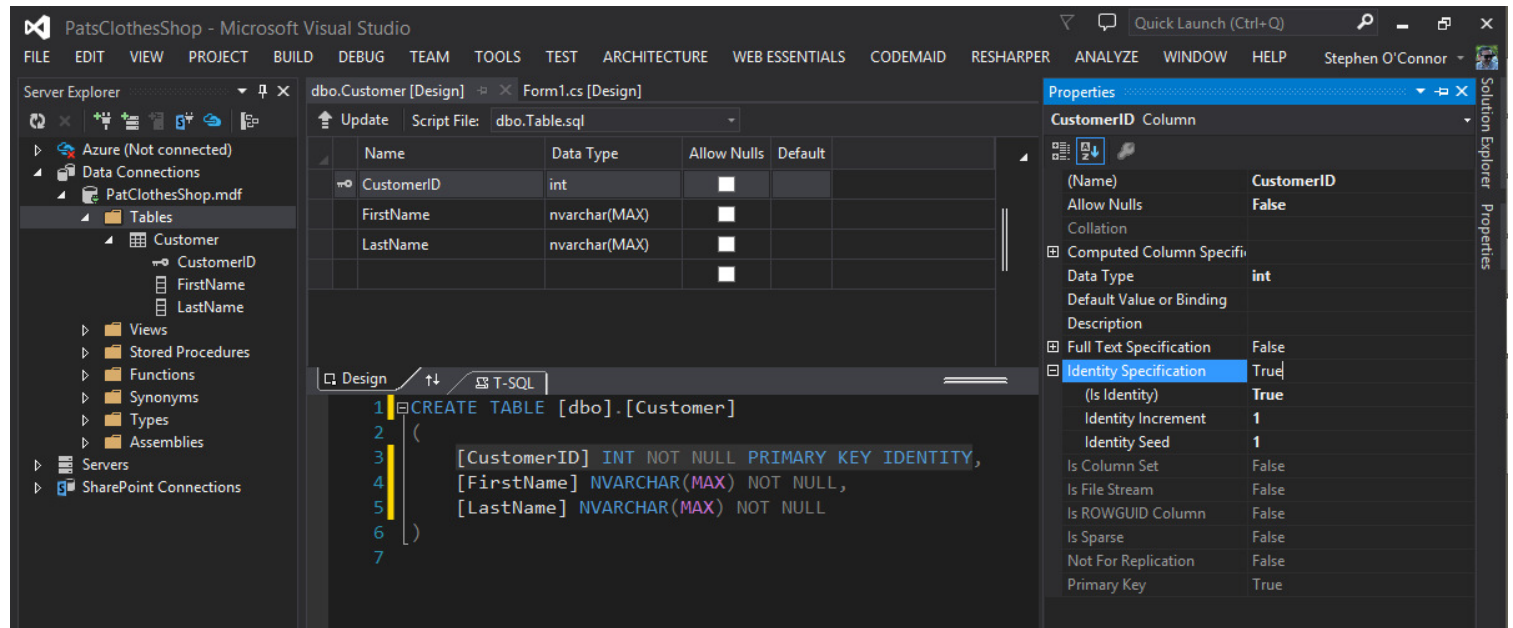 PatsClothesShop - Microsoft Visual Studio
Quick Launch (Ctrl+Q)
FILE EDIT VIEW PROJECT BUILD DEBUG TEAM TOOLS TEST ARCHITECTURE WEB ESSENTIALS CODEMAID RESHARPER ANALYZE WINDOW HELP Stephen O'Connor
Server Explorer
Azure (Not connected)
Data Connections
PatClothesShop.mdf
Tables
Customer
CustomerID
FirstName
LastName
Views
Stored Procedures
Functions
Synonyms
Types
Assemblies
Servers
SharePoint Connections
dbo.Customer [Design] Form1.cs [Design]
Update Script File: dbo.Table.sql
Name Data Type Allow Nulls Default
CustomerID int
FirstName nvarchar(MAX)
LastName nvarchar(MAX)
Design T-SQL
1 CREATE TABLE [dbo].[Customer]
2 (
3 [CustomerID] INT NOT NULL PRIMARY KEY IDENTITY,
4 [FirstName] NVARCHAR(MAX) NOT NULL,
5 [LastName] NVARCHAR(MAX) NOT NULL
6 )
7
Properties
CustomerID Column
(Name) CustomerID
Allow Nulls False
Collation
Computed Column Specifi
Data Type int
Default Value or Binding
Description
Full Text Specification False
Identity Specification True
(Is Identity) True
Identity Increment 1
Identity Seed 1
Is Column Set False
Is File Stream False
Is ROWGUID Column False
Is Sparse False
Not For Replication False
Primary Key True
Solution Explorer
Properties